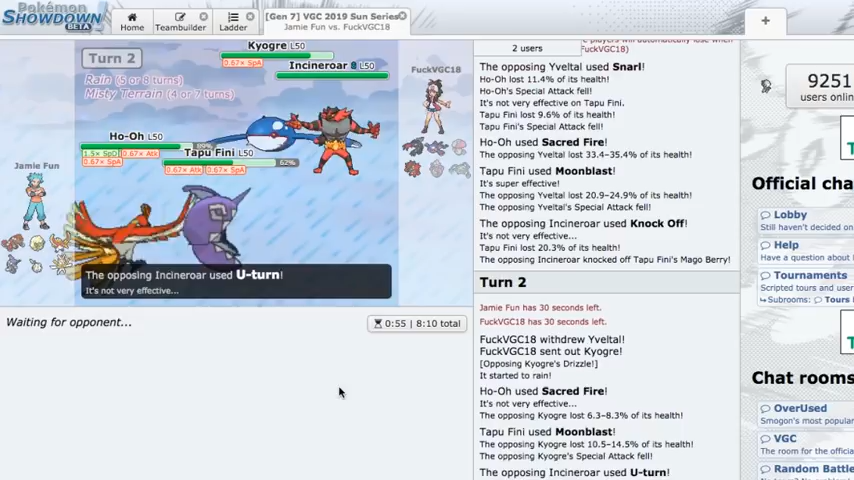 Pokémon
SHOWDOWN
BETA
Home
Teambuilder
Ladder
[Gen 7] VGC 2019 Sun Series
Jamie Fun vs. FuckVGC18
+
Turn 2
Rain (5 or 8 turns)
Misty Terrain (4 or 7 turns)
Kyogre L50
0.67× SpA
Incineroar L50
FuckVGC18
Ho-Oh L50
89%
1.5× SpD 0.67× Atk
0.67× SpA
Tapu Fini L50
62%
0.67× Atk 0.67× SpA
Jamie Fun
The opposing Incineroar used U-turn!
It's not very effective...
Waiting for opponent...
0:55 | 8:10 total
2 users
players will automatically lose when
FuckVGC18)
The opposing Yveltal used Snarl!
Ho-Oh lost 11.4% of its health!
Ho-Oh's Special Attack fell!
It's not very effective on Tapu Fini.
Tapu Fini lost 9.6% of its health!
Tapu Fini's Special Attack fell!
Ho-Oh used Sacred Fire!
The opposing Yveltal lost 33.4–35.4% of its health!
Tapu Fini used Moonblast!
It's super effective!
The opposing Yveltal lost 20.9–24.9% of its health!
The opposing Yveltal's Special Attack fell!
The opposing Incineroar used Knock Off!
It's not very effective...
Tapu Fini lost 20.3% of its health!
The opposing Incineroar knocked off Tapu Fini's Mago Berry!
Turn 2
Jamie Fun has 30 seconds left.
FuckVGC18 has 30 seconds left.
FuckVGC18 withdrew Yveltal!
FuckVGC18 sent out Kyogre!
[Opposing Kyogre's Drizzle!]
It started to rain!
Ho-Oh used Sacred Fire!
It's not very effective...
The opposing Kyogre lost 6.3–8.3% of its health!
Tapu Fini used Moonblast!
The opposing Kyogre lost 10.5–14.5% of its health!
The opposing Kyogre's Special Attack fell!
The opposing Incineroar used U-turn!
9251
users onlin
Official cha
Lobby
Still haven't decided on
Help
Have a question about
Tournaments
Scripted tours and user
Subrooms: Tours
Chat rooms
OverUsed
Smogon's most popular
VGC
The room for the officia
Random Battle